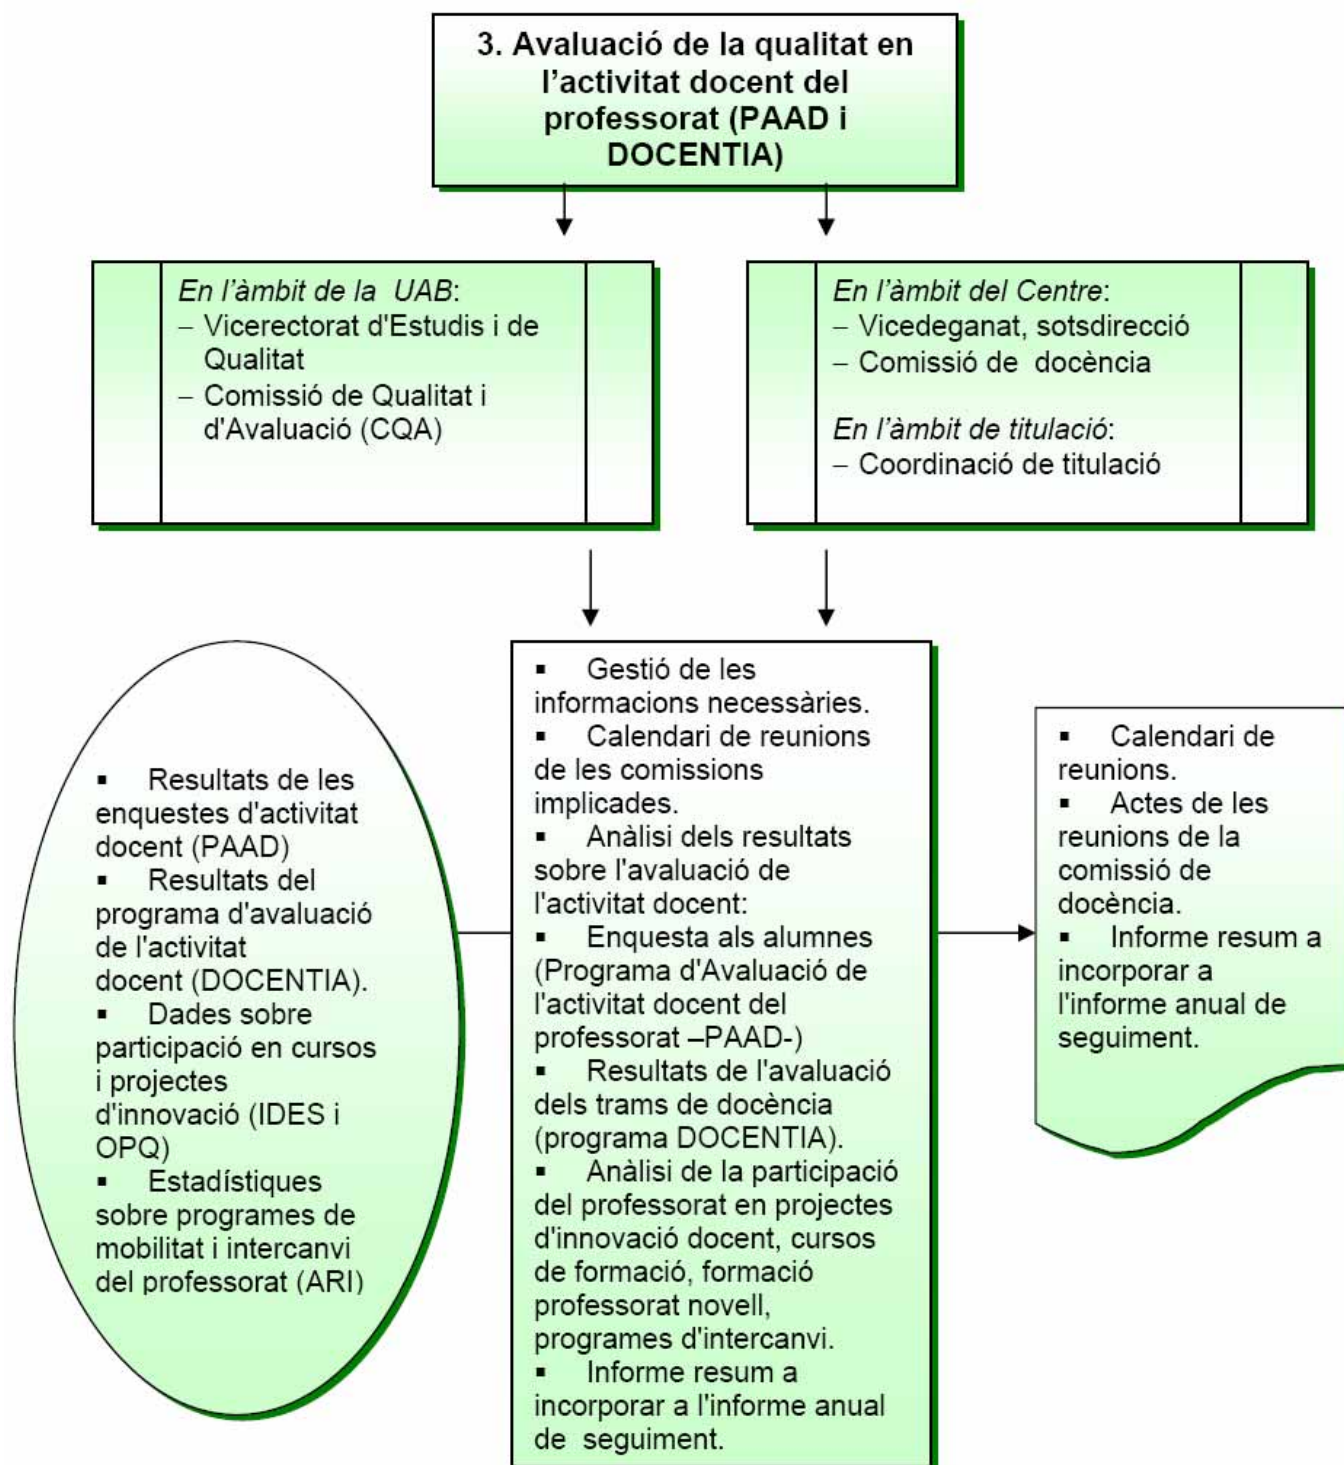 3. Avaluació de la qualitat en
l’activitat docent del
professorat (PAAD i
DOCENTIA)
En l’àmbit de la UAB:
– Vicerectorat d'Estudis i de
Qualitat
– Comissió de Qualitat i
d'Avaluació (CQA)
En l’àmbit del Centre:
– Vicedeganat, sotsdirecció
– Comissió de docència
En l’àmbit de titulació:
– Coordinació de titulació
▪ Resultats de les
enquestes d'activitat
docent (PAAD)
▪ Resultats del
programa d'avaluació
de l'activitat
docent (DOCENTIA).
▪ Dades sobre
participació en cursos
i projectes
d'innovació (IDES i
OPQ)
▪ Estadístiques
sobre programes de
mobilitat i intercanvi
del professorat (ARI)
▪ Gestió de les
informacions necessàries.
▪ Calendari de reunions
de les comissions
implicades.
▪ Anàlisi dels resultats
sobre l'avaluació de
l'activitat docent:
▪ Enquesta als alumnes
(Programa d'Avaluació de
l'activitat docent del
professorat –PAAD-)
▪ Resultats de l'avaluació
dels trams de docència
(programa DOCENTIA).
▪ Anàlisi de la participació
del professorat en projectes
d'innovació docent, cursos
de formació, formació
professorat novell,
programes d'intercanvi.
▪ Informe resum a
incorporar a l'informe anual
de seguiment.
▪ Calendari de
reunions.
▪ Actes de les
reunions de la
comissió de
docència.
▪ Informe resum a
incorporar a
l'informe anual de
seguiment.